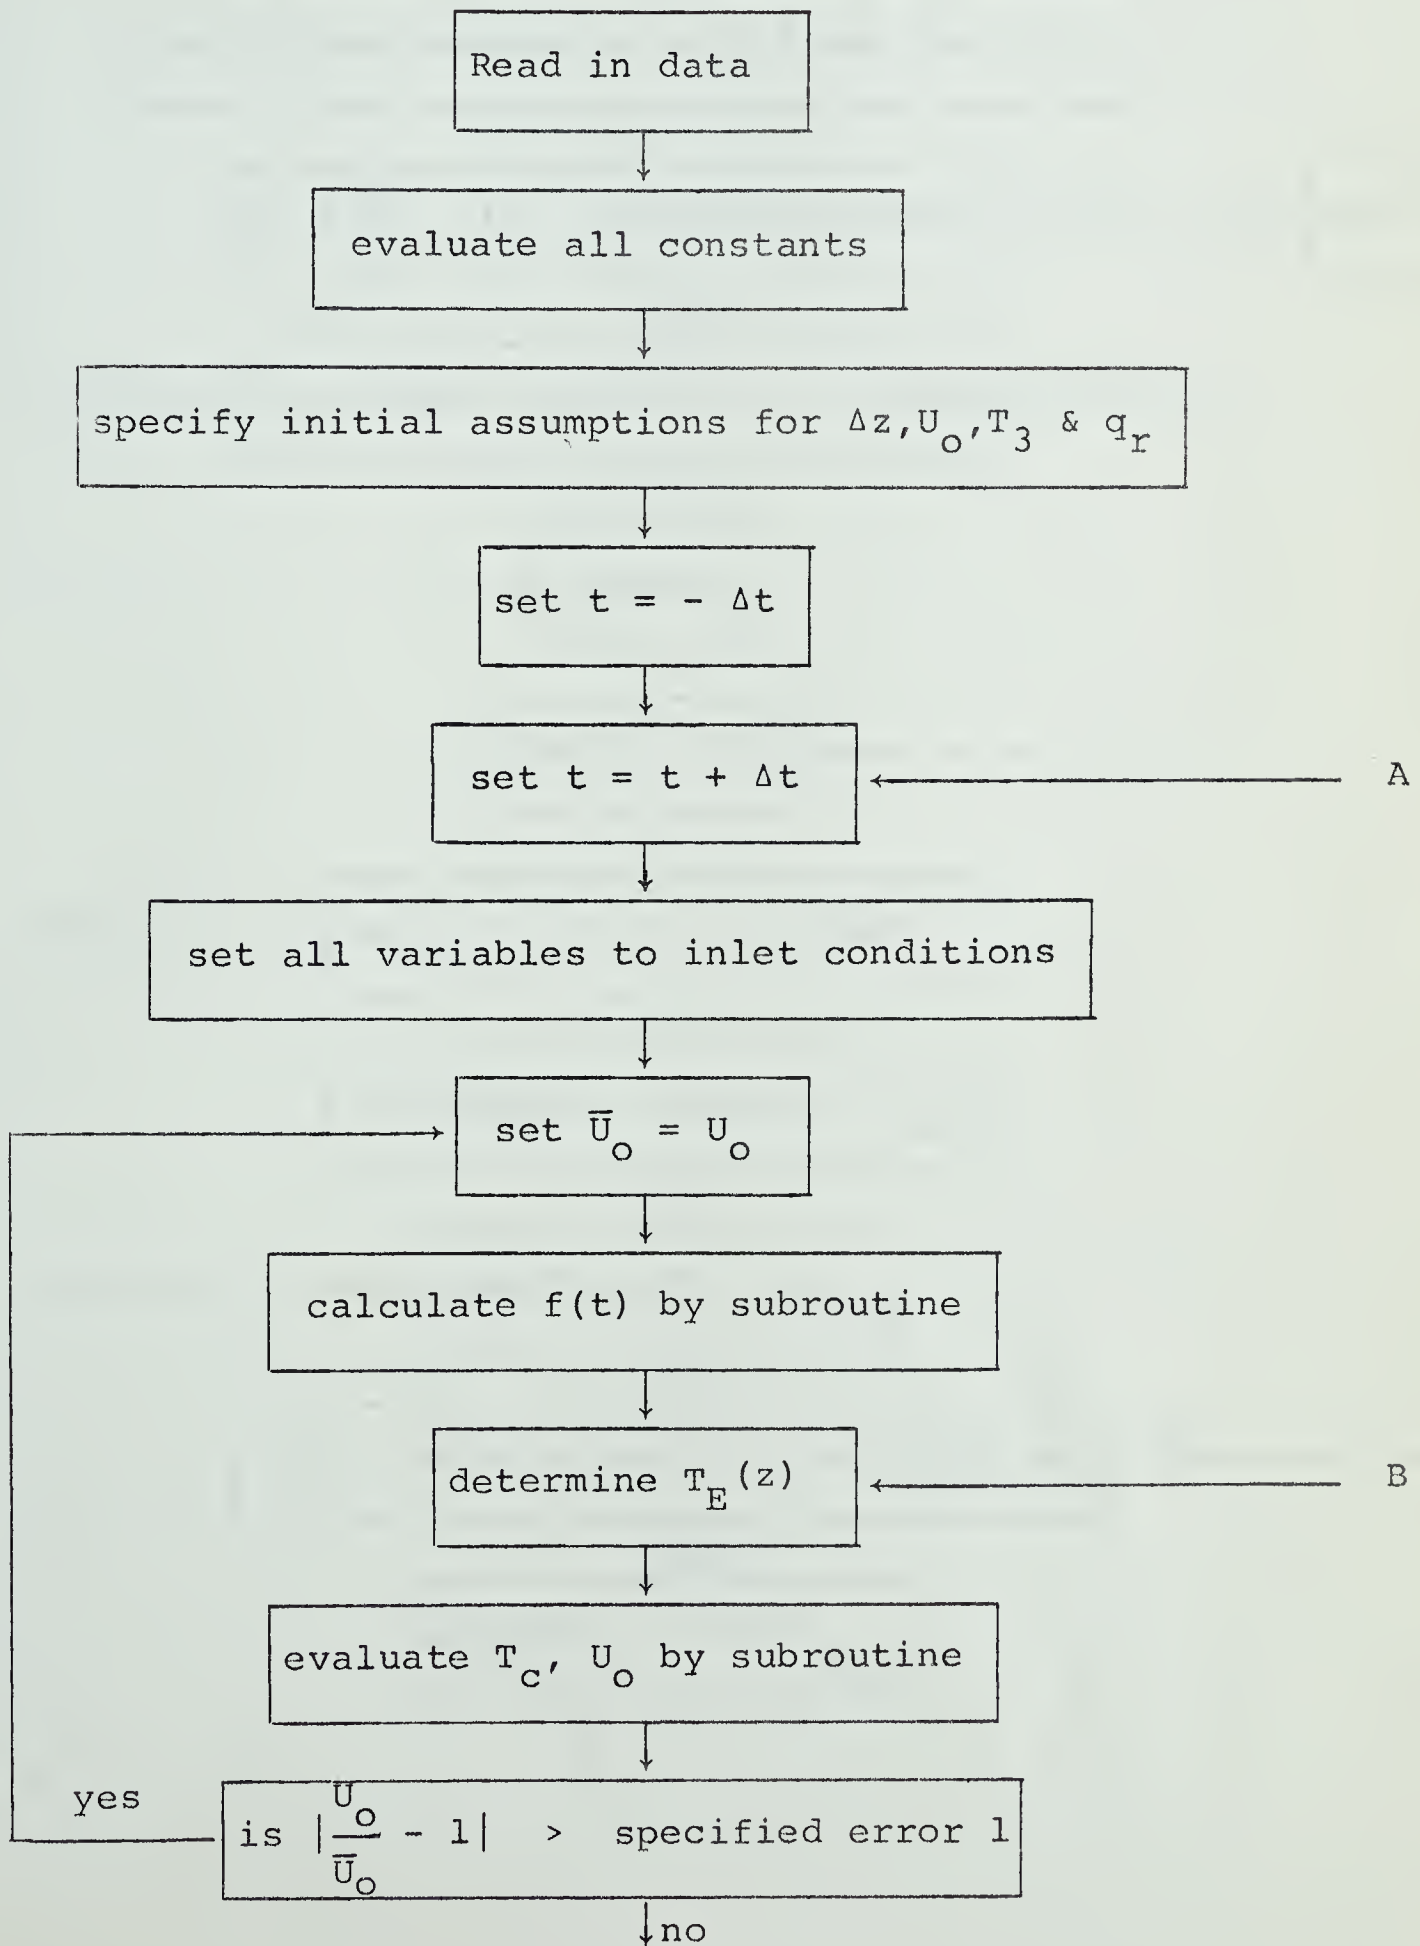 Read in data
evaluate all constants
specify initial assumptions for Δz, U_o, T_3 & q_r
set t = - Δt
set t = t + Δt
A
set all variables to inlet conditions
set U̅_o = U_o
calculate f(t) by subroutine
determine T_E(z)
B
evaluate T_c, U_o by subroutine
yes
is |U_o/U̅_o - 1| > specified error 1
no